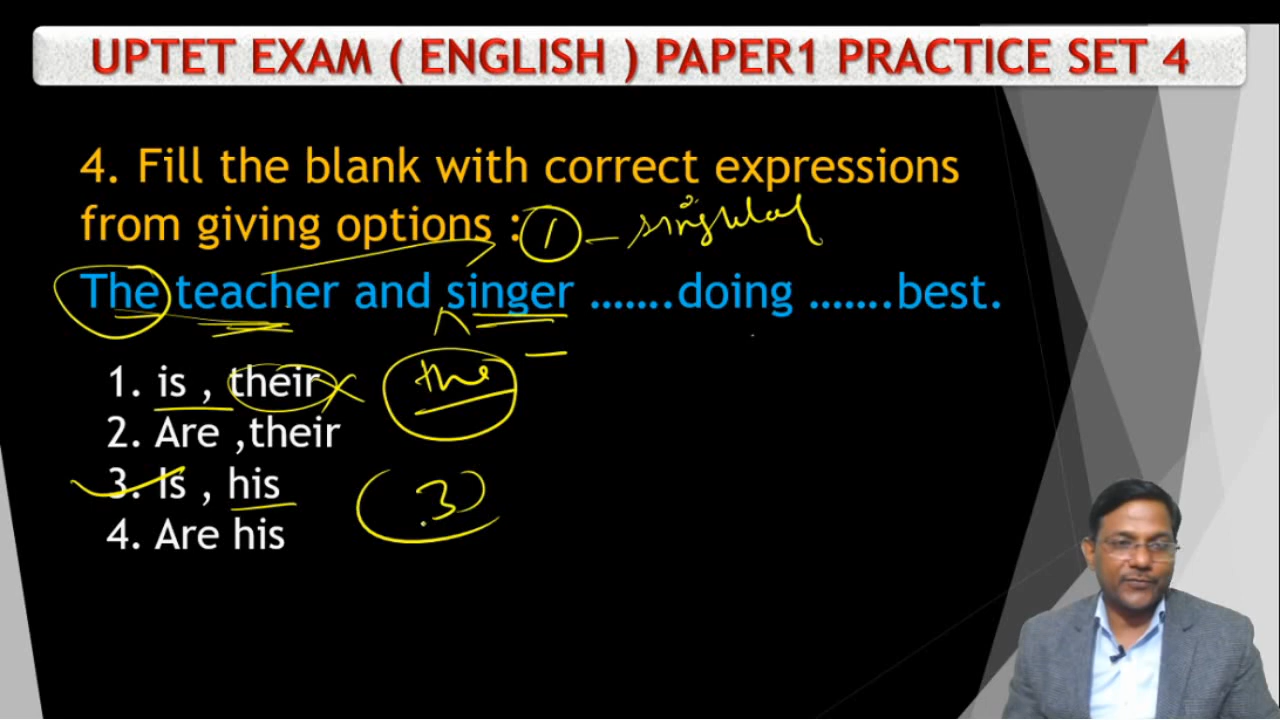 UPTET EXAM ( ENGLISH ) PAPER1 PRACTICE SET 4
4. Fill the blank with correct expressions
from giving options : 1 - singular
The teacher and singer .......doing .......best.
1. is , their
the
2. Are ,their
3. Is , his
3
4. Are his